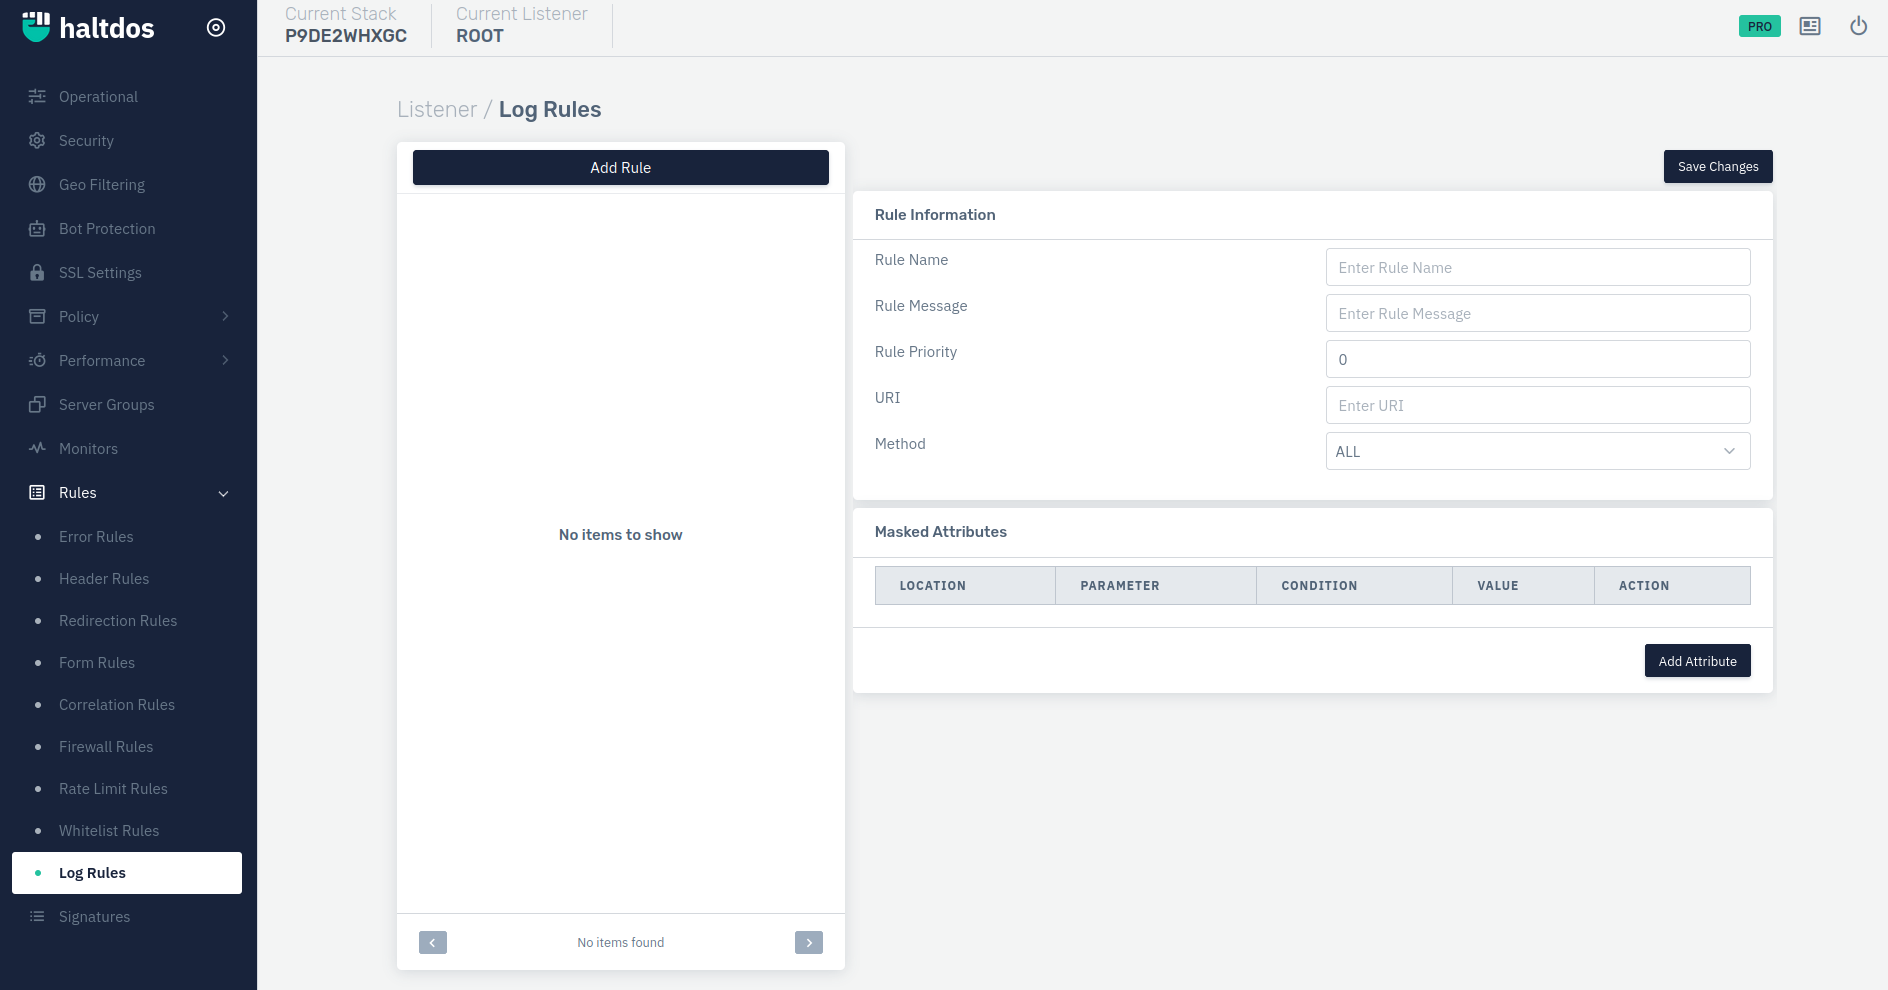 haltdos
Current Stack
P9DE2WHXGC
Current Listener
ROOT
PRO
Operational
Security
Geo Filtering
Bot Protection
SSL Settings
Policy
Performance
Server Groups
Monitors
Rules
Error Rules
Header Rules
Redirection Rules
Form Rules
Correlation Rules
Firewall Rules
Rate Limit Rules
Whitelist Rules
Log Rules
Signatures
Listener / Log Rules
Add Rule
No items to show
No items found
Save Changes
Rule Information
Rule Name
Enter Rule Name
Rule Message
Enter Rule Message
Rule Priority
0
URI
Enter URI
Method
ALL
Masked Attributes
LOCATION PARAMETER CONDITION VALUE ACTION
Add Attribute